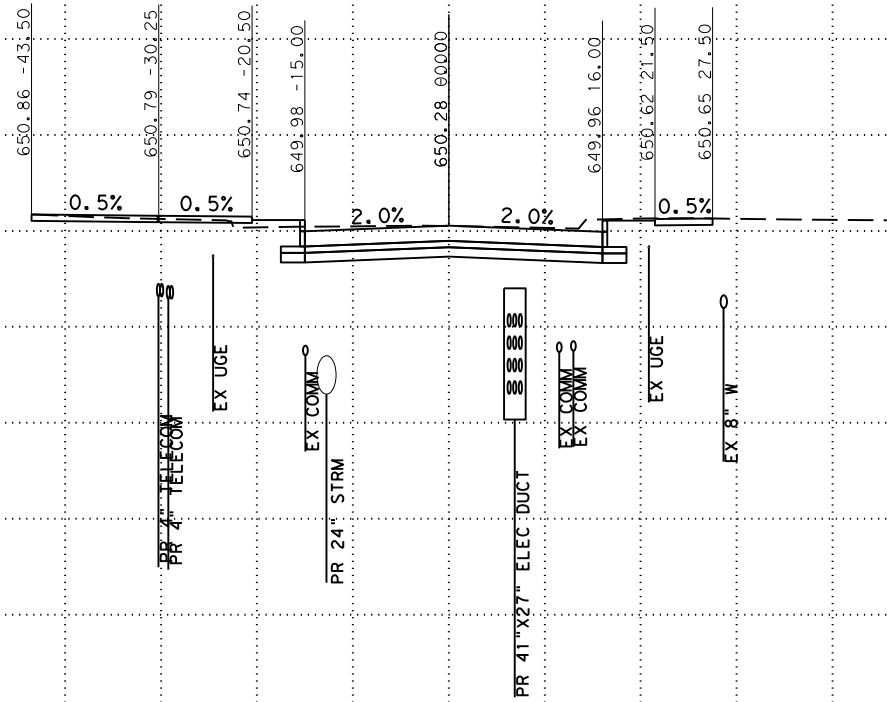 650.86 -43.50
650.79 -30.25
650.74 -20.50
649.98 -15.00
650.28
649.96 16.00
650.62 21.50
650.65 27.50
0.5%
0.5%
2.0%
2.0%
0.5%
PR 4" TELECOM
PR 4" TELECOM
EX UGE
EX COMM
PR 24" STRM
PR 41"X27" ELEC DUCT
EX COMM
EX COMM
EX UGE
EX 8" W